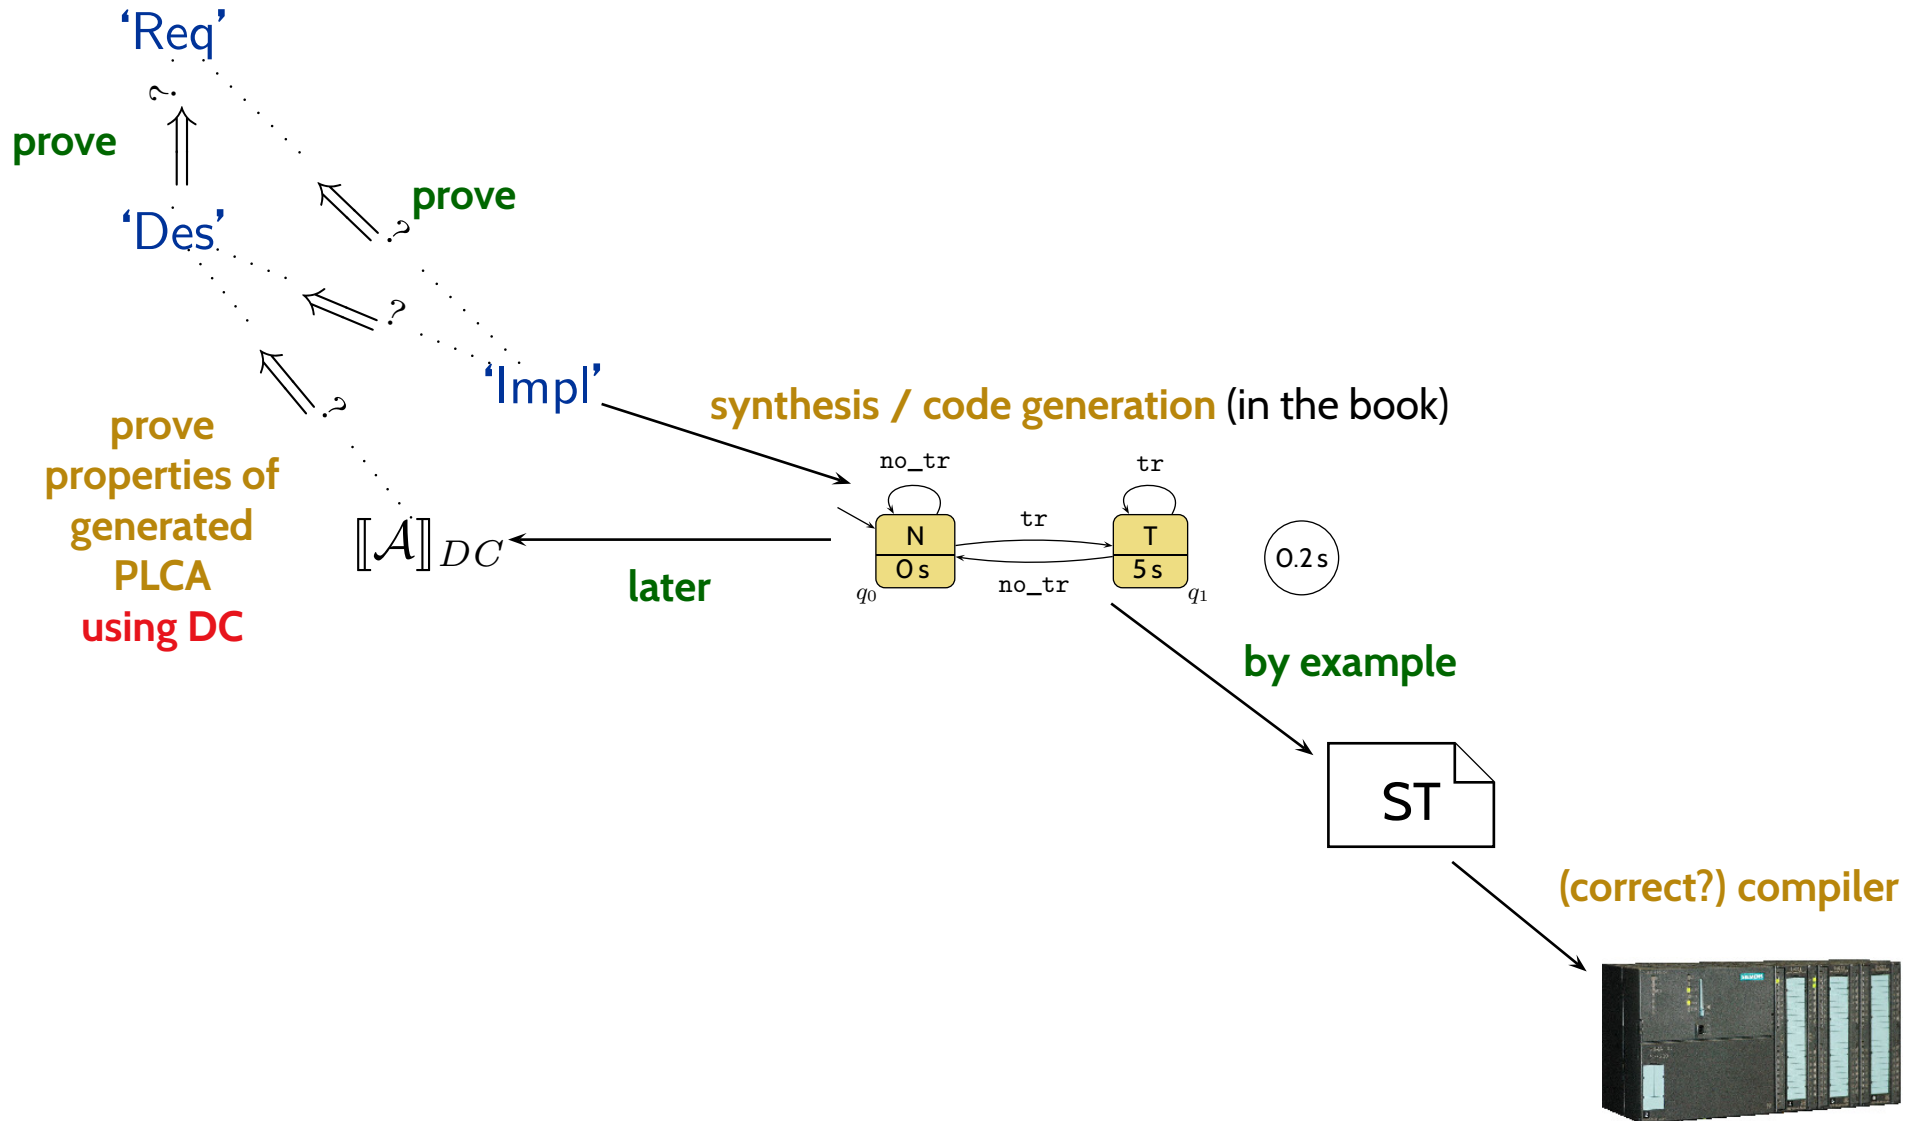 ‘Req’
?
prove
prove
?
‘Des’
?
‘Impl’
?
synthesis / code generation (in the book)
prove
properties of
generated
PLCA
using DC
no_tr
tr
N
0 s
q0
tr
no_tr
T
5 s
q1
0.2 s
⟦𝒜⟧DC
later
by example
ST
(correct?) compiler